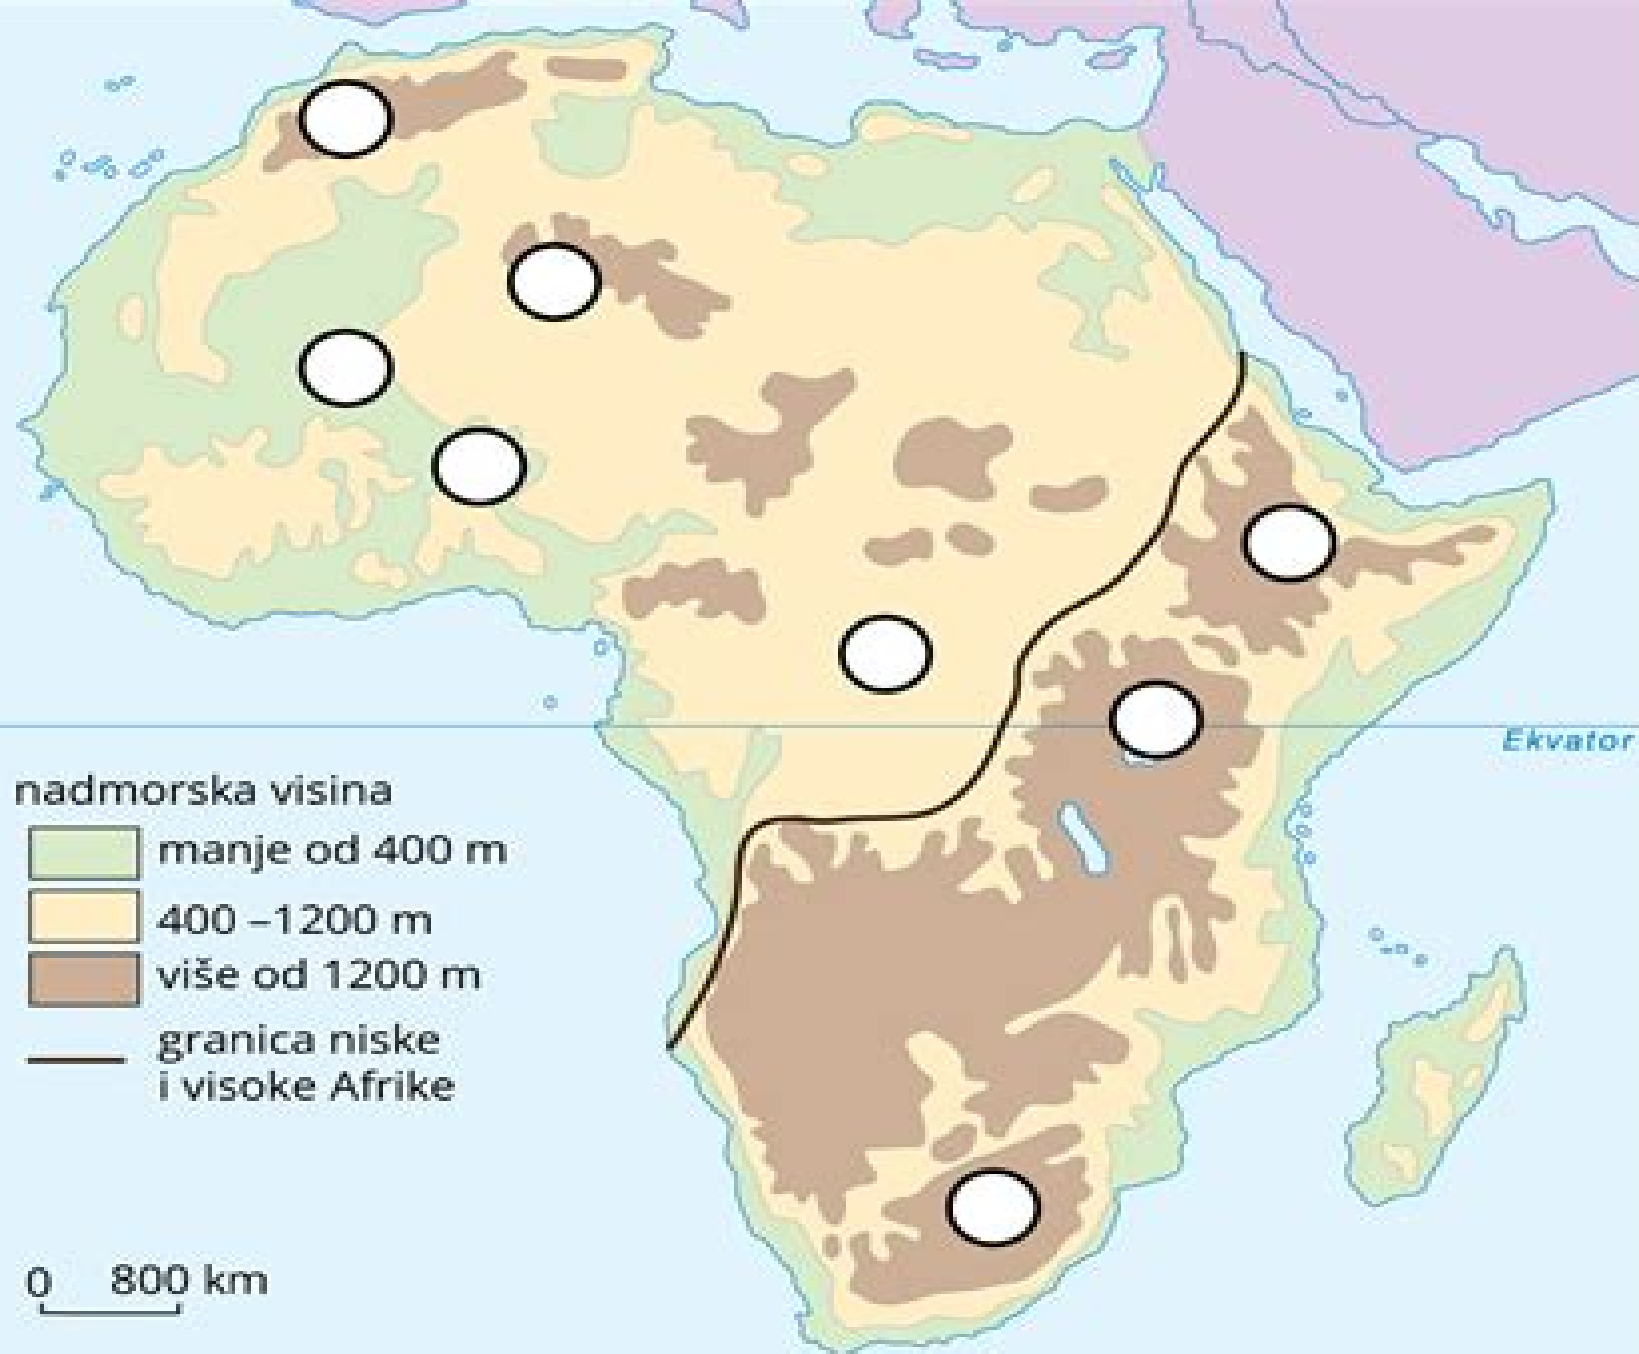 Ekvator
nadmorska visina
manje od 400 m
400 –1200 m
više od 1200 m
granica niske
i visoke Afrike
0 800 km